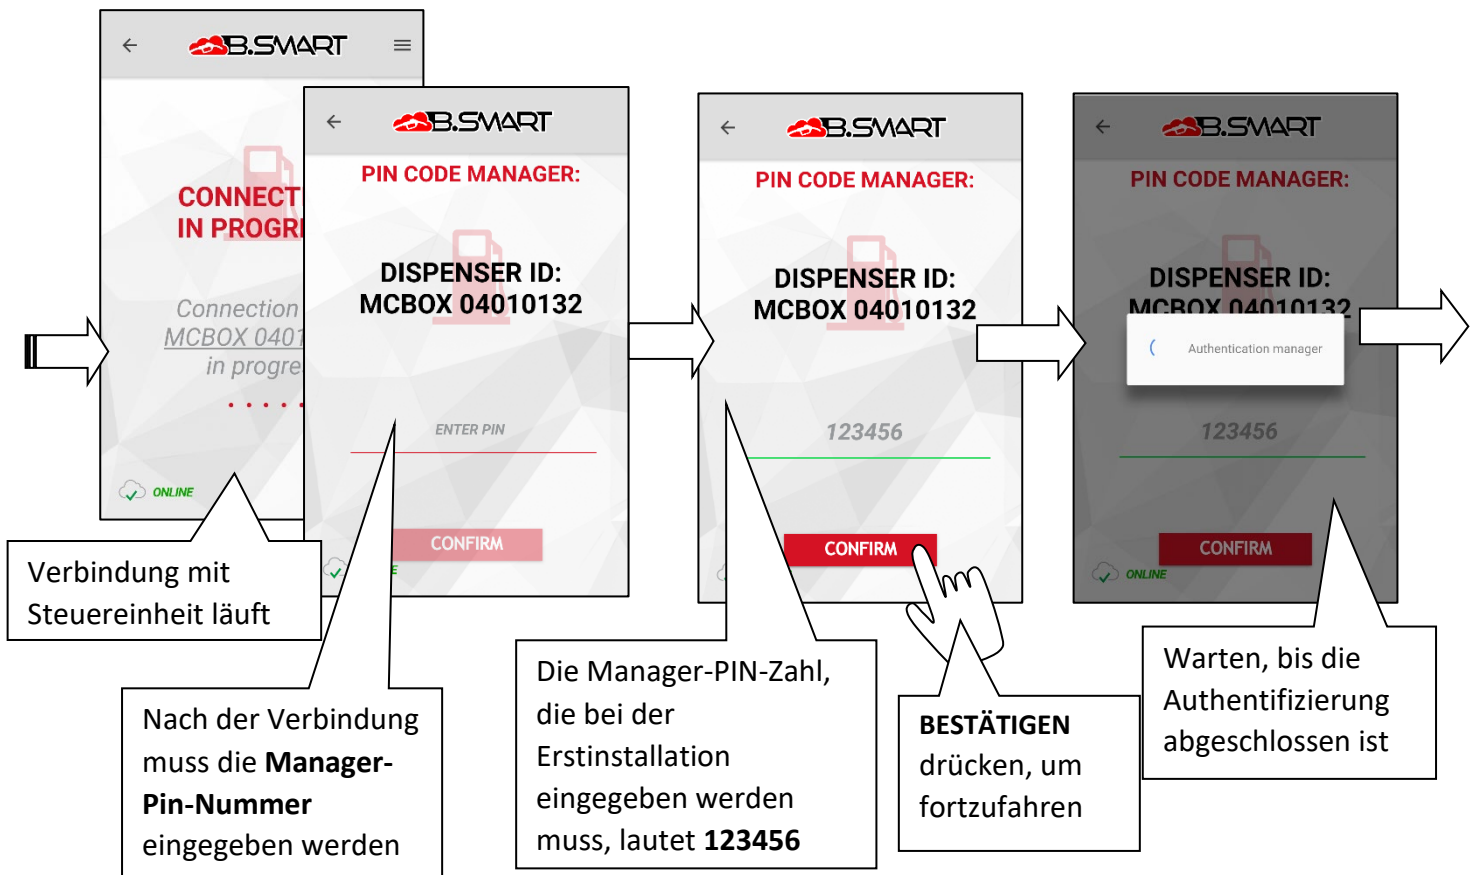 B.SMART
CONNECT
IN PROGR
Connection
MCBOX 040
in progre
ONLINE
Verbindung mit
Steuereinheit läuft
B.SMART
PIN CODE MANAGER:
DISPENSER ID:
MCBOX 04010132
ENTER PIN
CONFIRM
Nach der Verbindung
muss die Manager-
Pin-Nummer
eingegeben werden
B.SMART
PIN CODE MANAGER:
DISPENSER ID:
MCBOX 04010132
123456
CONFIRM
Die Manager-PIN-Zahl,
die bei der
Erstinstallation
eingegeben werden
muss, lautet 123456
BESTÄTIGEN
drücken, um
fortzufahren
B.SMART
PIN CODE MANAGER:
DISPENSER ID:
MCBOX 04010132
Authentication manager
123456
CONFIRM
ONLINE
Warten, bis die
Authentifizierung
abgeschlossen ist